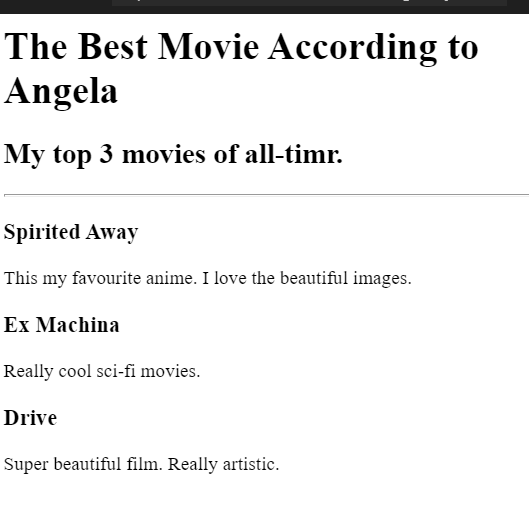 The Best Movie According to
Angela
My top 3 movies of all-timr.
Spirited Away
This my favourite anime. I love the beautiful images.
Ex Machina
Really cool sci-fi movies.
Drive
Super beautiful film. Really artistic.